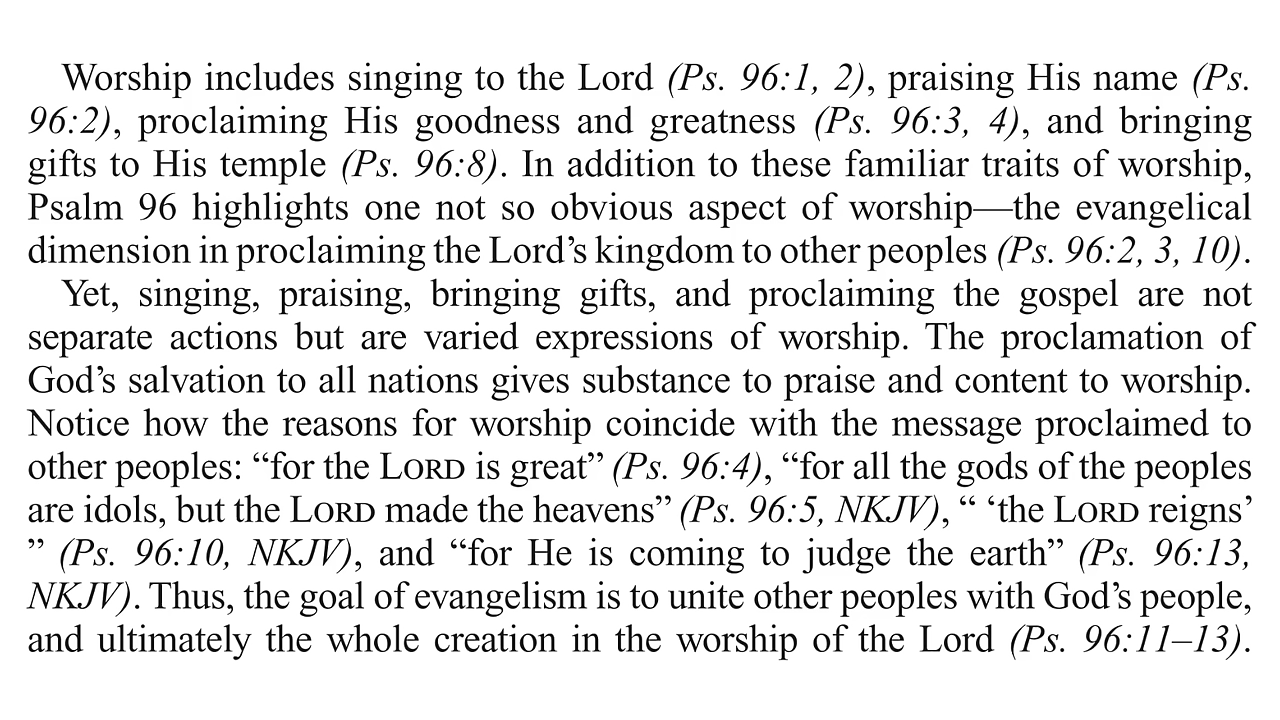 Worship includes singing to the Lord (Ps. 96:1, 2), praising His name (Ps.
96:2), proclaiming His goodness and greatness (Ps. 96:3, 4), and bringing
gifts to His temple (Ps. 96:8). In addition to these familiar traits of worship,
Psalm 96 highlights one not so obvious aspect of worship—the evangelical
dimension in proclaiming the Lord’s kingdom to other peoples (Ps. 96:2, 3, 10).
Yet, singing, praising, bringing gifts, and proclaiming the gospel are not
separate actions but are varied expressions of worship. The proclamation of
God’s salvation to all nations gives substance to praise and content to worship.
Notice how the reasons for worship coincide with the message proclaimed to
other peoples: “for the LORD is great” (Ps. 96:4), “for all the gods of the peoples
are idols, but the LORD made the heavens” (Ps. 96:5, NKJV), “ ‘the LORD reigns’
” (Ps. 96:10, NKJV), and “for He is coming to judge the earth” (Ps. 96:13,
NKJV). Thus, the goal of evangelism is to unite other peoples with God’s people,
and ultimately the whole creation in the worship of the Lord (Ps. 96:11–13).